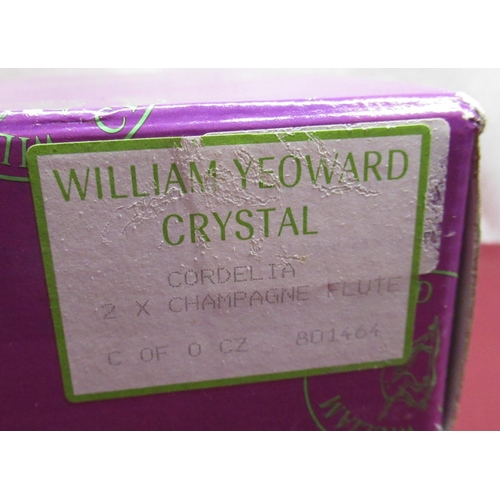 WILLIAM YEOWARD
CRYSTAL
CORDELIA
2 X CHAMPAGNE FLUTE
C OF O CZ 801464